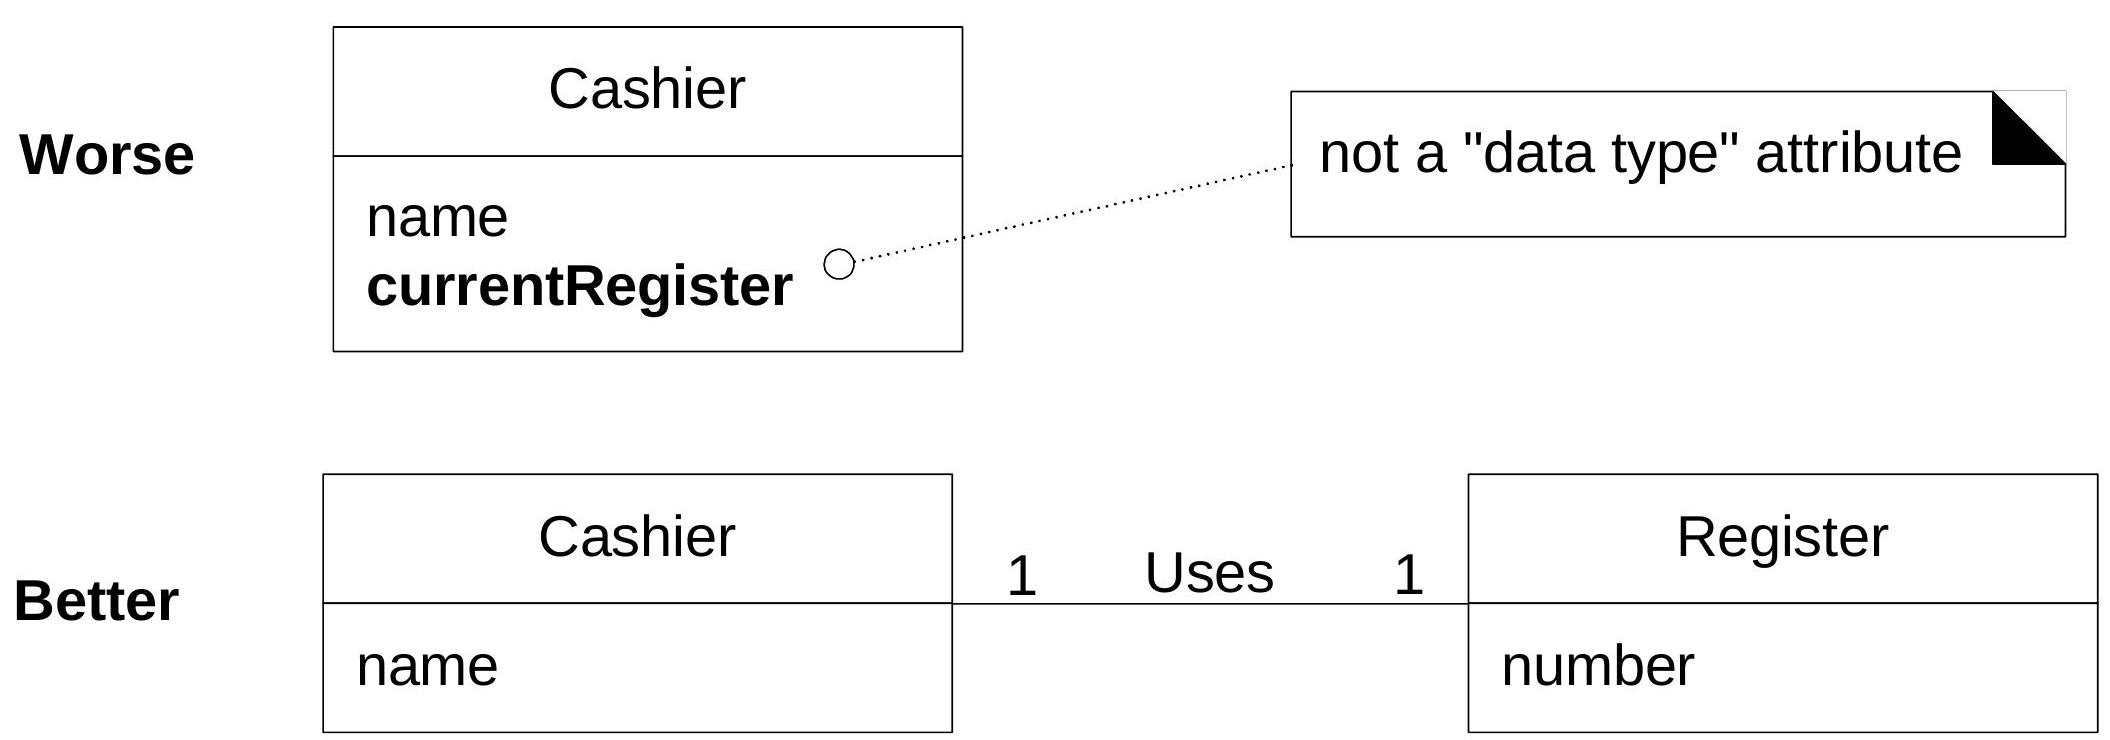 Worse
Cashier
name
currentRegister
not a "data type" attribute
Better
Cashier
name
1 Uses 1
Register
number